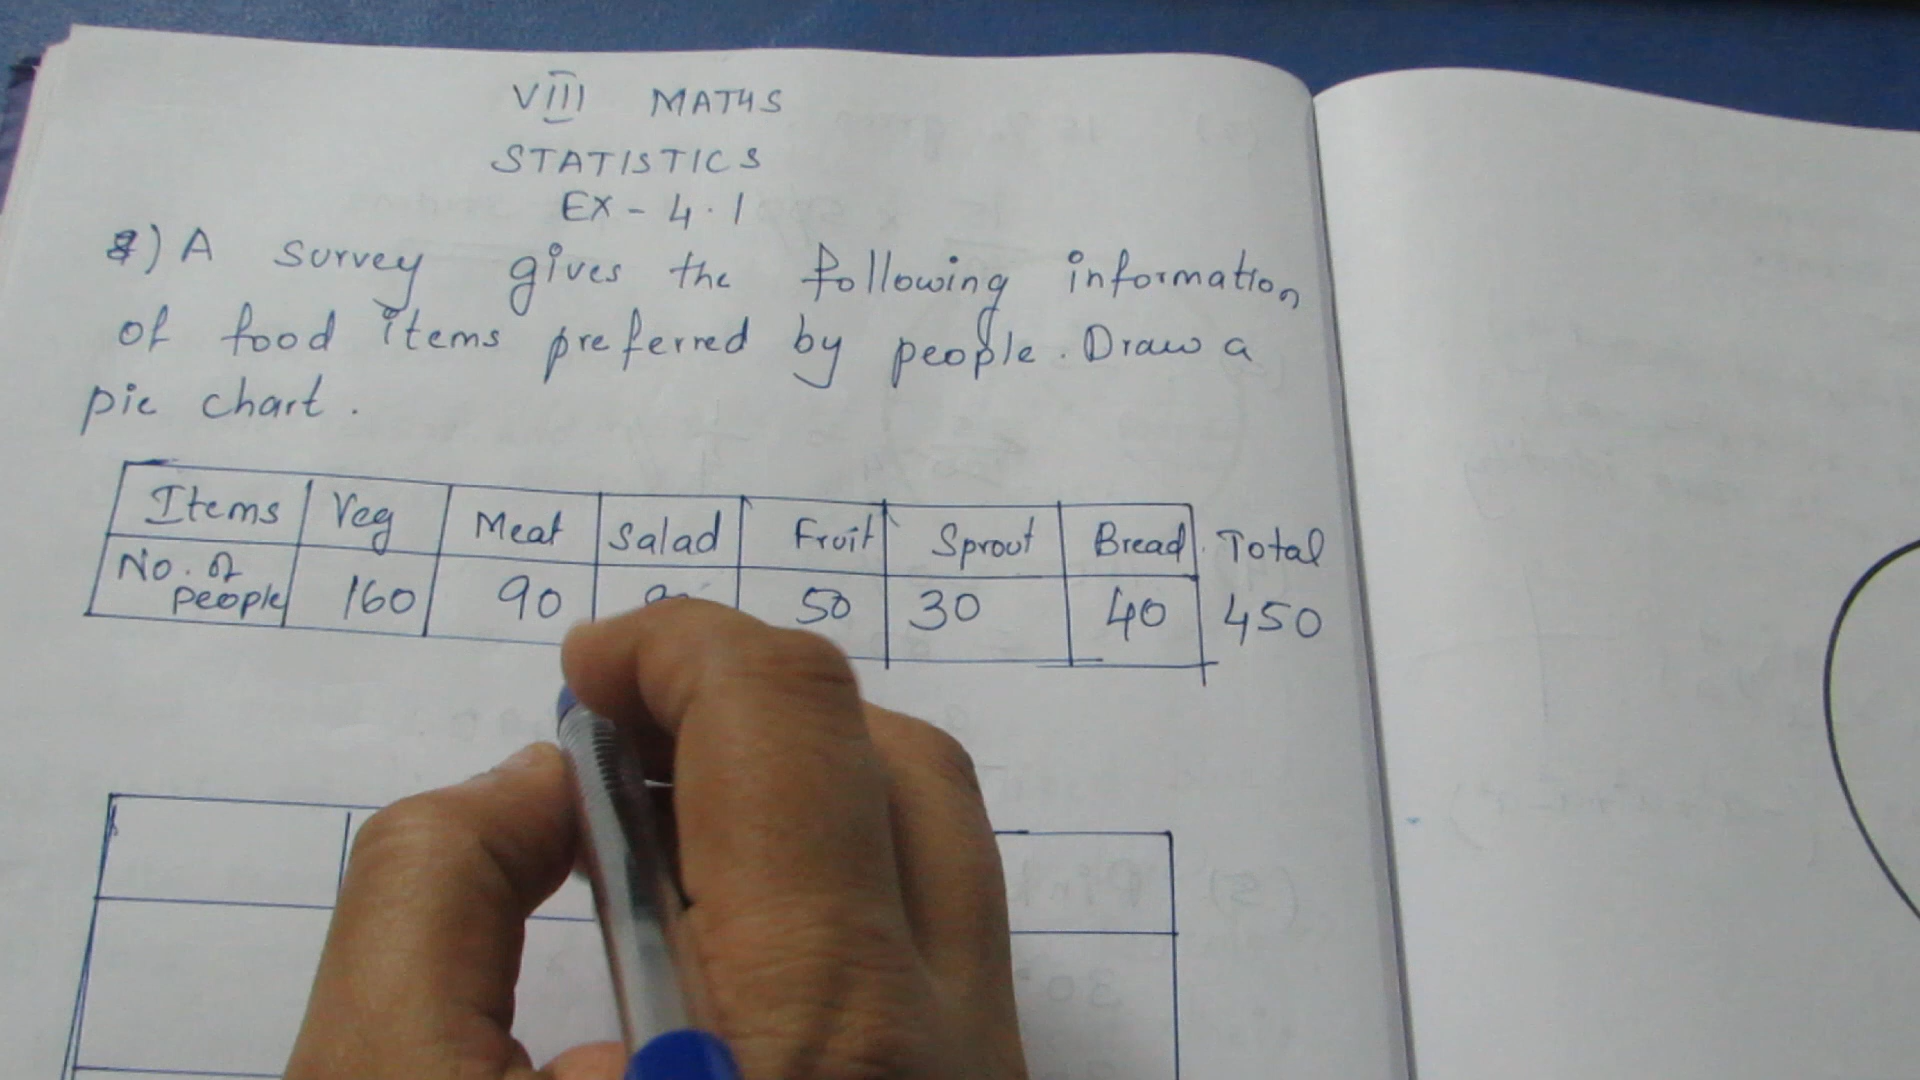 VIII MATHS
STATISTICS
EX - 4.1
8) A survey gives the following information
of food items preferred by people. Draw a
pie chart.
Items Veg Meat Salad Fruit Sprout Bread Total
No. of people 160 90 50 30 40 450